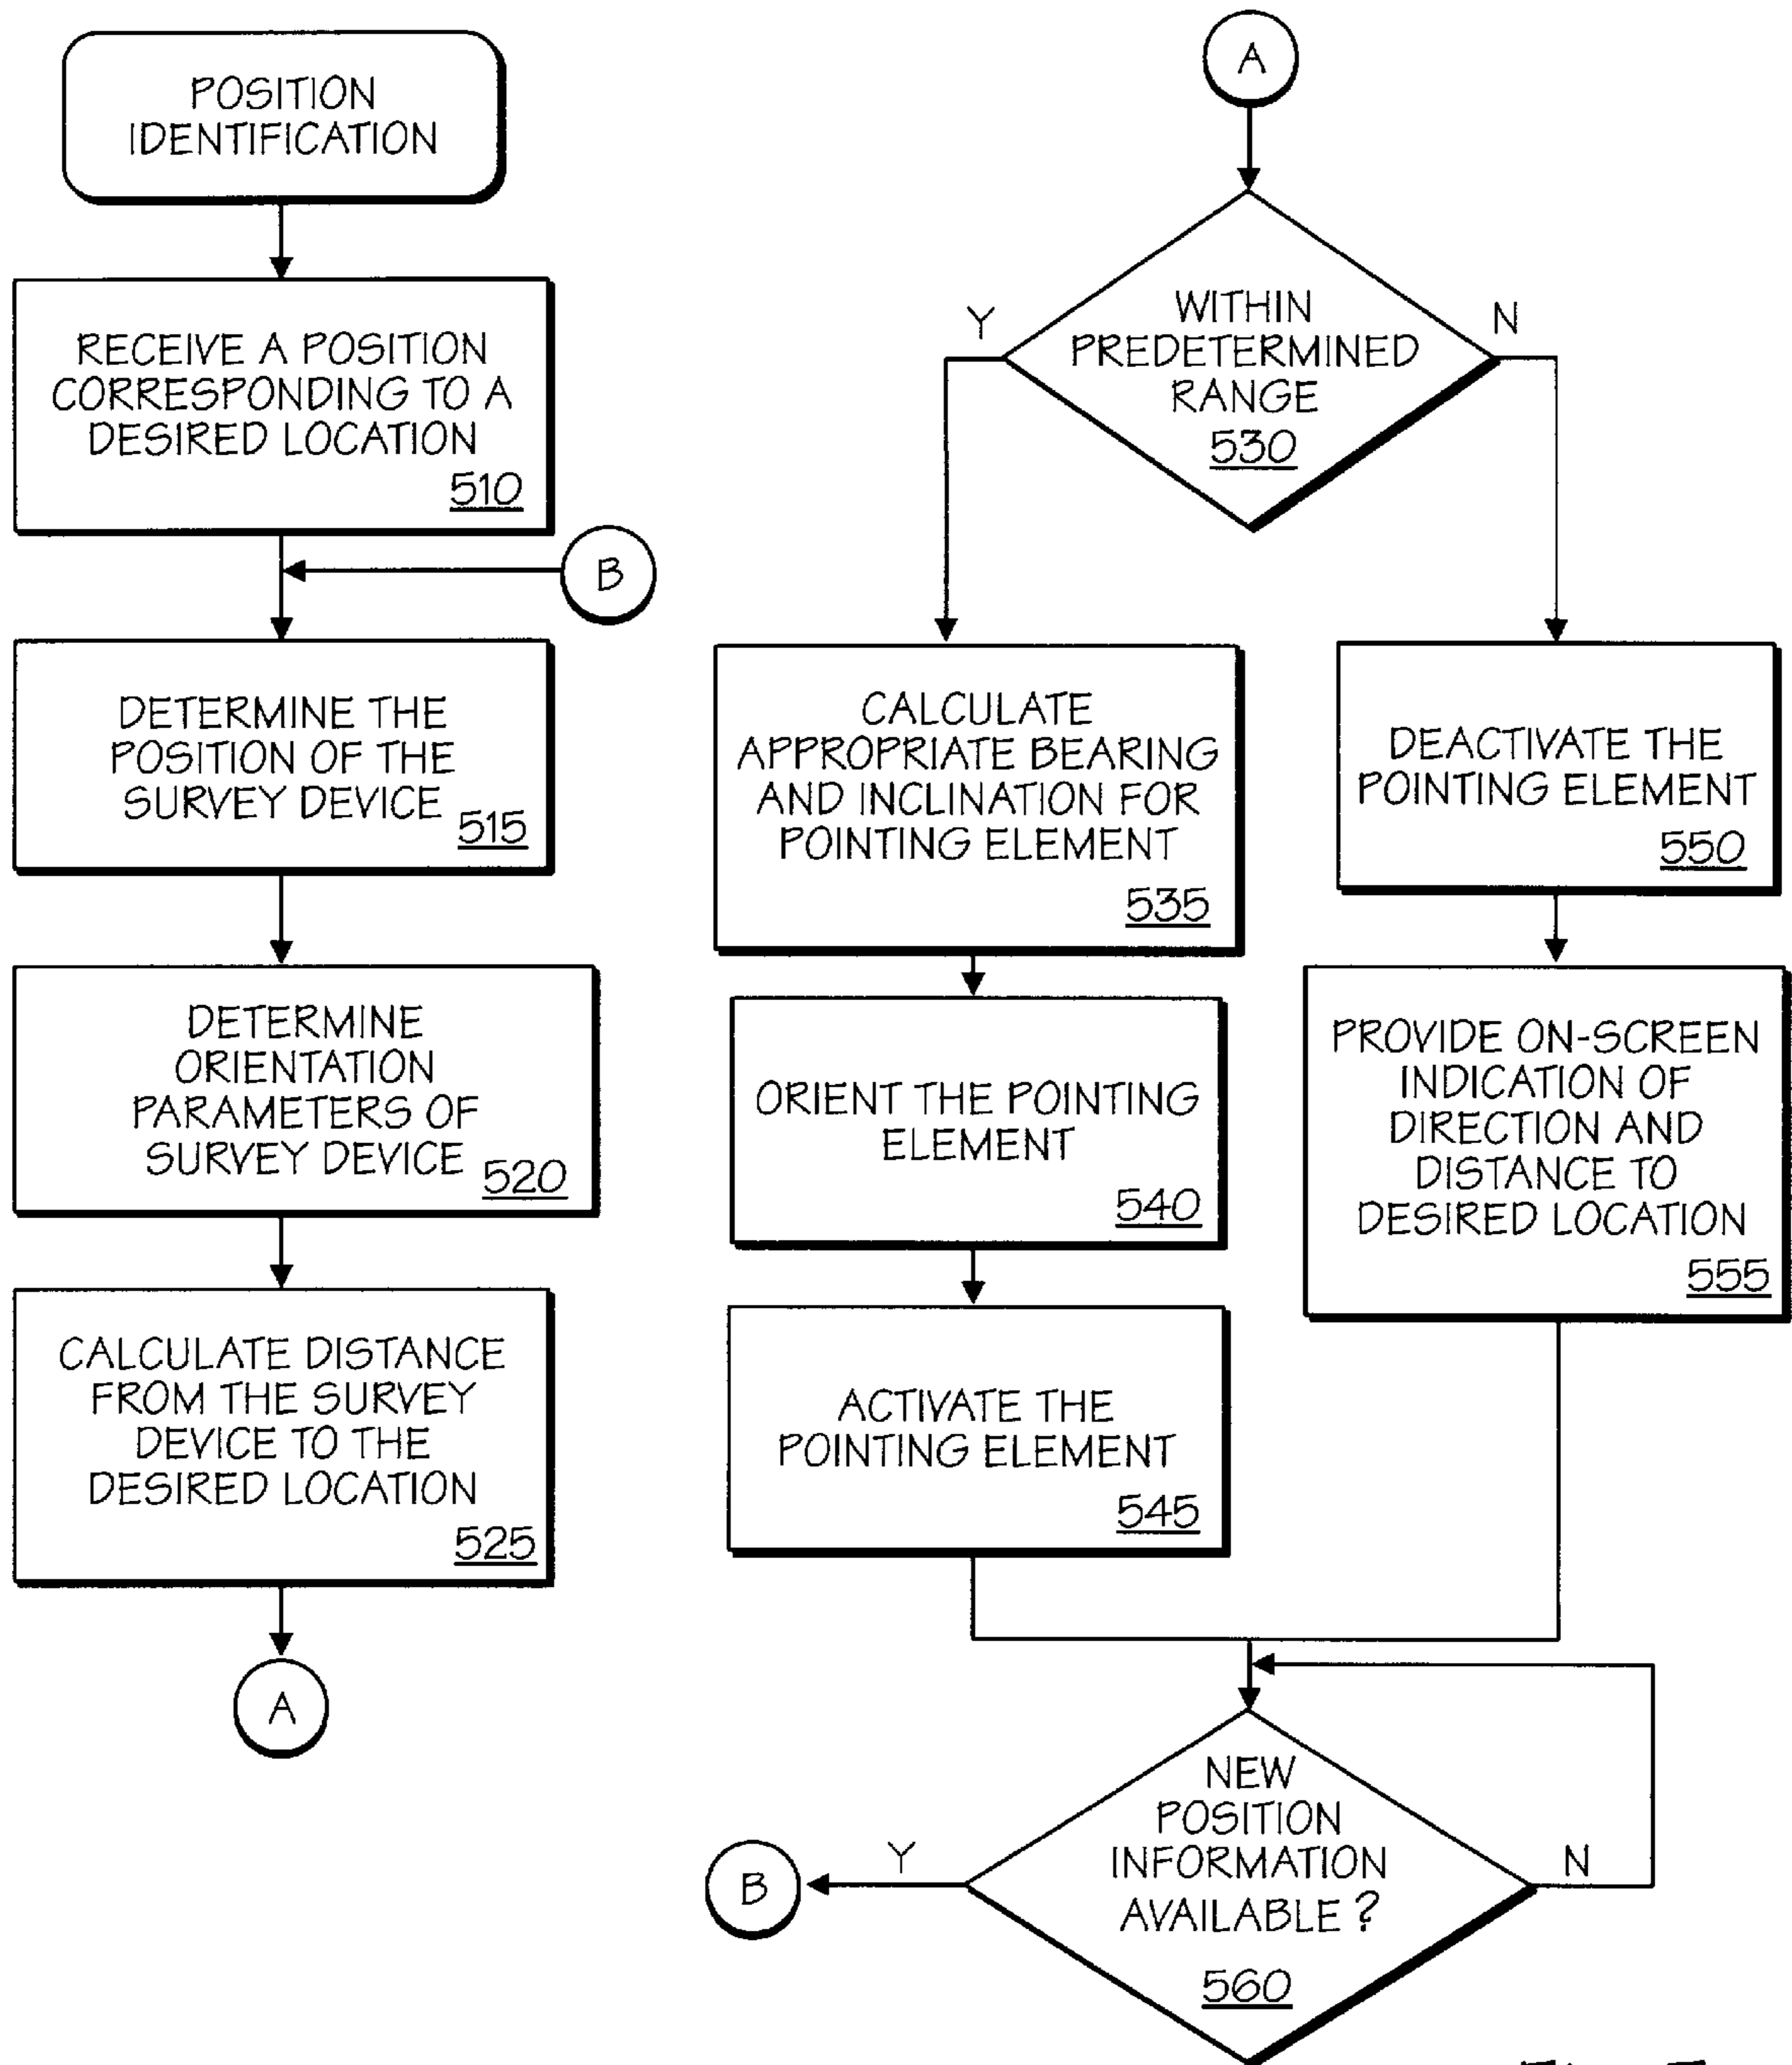 POSITION
IDENTIFICATION
RECEIVE A POSITION
CORRESPONDING TO A
DESIRED LOCATION
510
B
DETERMINE THE
POSITION OF THE
SURVEY DEVICE
515
DETERMINE
ORIENTATION
PARAMETERS OF
SURVEY DEVICE
520
CALCULATE DISTANCE
FROM THE SURVEY
DEVICE TO THE
DESIRED LOCATION
525
A
A
WITHIN
PREDETERMINED
RANGE
530
Y
N
CALCULATE
APPROPRIATE BEARING
AND INCLINATION FOR
POINTING ELEMENT
535
ORIENT THE POINTING
ELEMENT
540
ACTIVATE THE
POINTING ELEMENT
545
DEACTIVATE THE
POINTING ELEMENT
550
PROVIDE ON-SCREEN
INDICATION OF
DIRECTION AND
DISTANCE TO
DESIRED LOCATION
555
NEW
POSITION
INFORMATION
AVAILABLE ?
560
Y
N
B